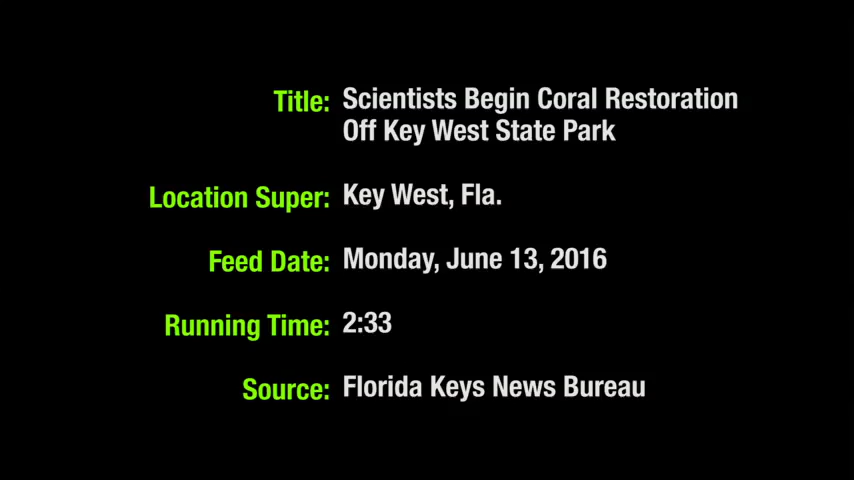 Title: Scientists Begin Coral Restoration
Off Key West State Park
Location Super: Key West, Fla.
Feed Date: Monday, June 13, 2016
Running Time: 2:33
Source: Florida Keys News Bureau